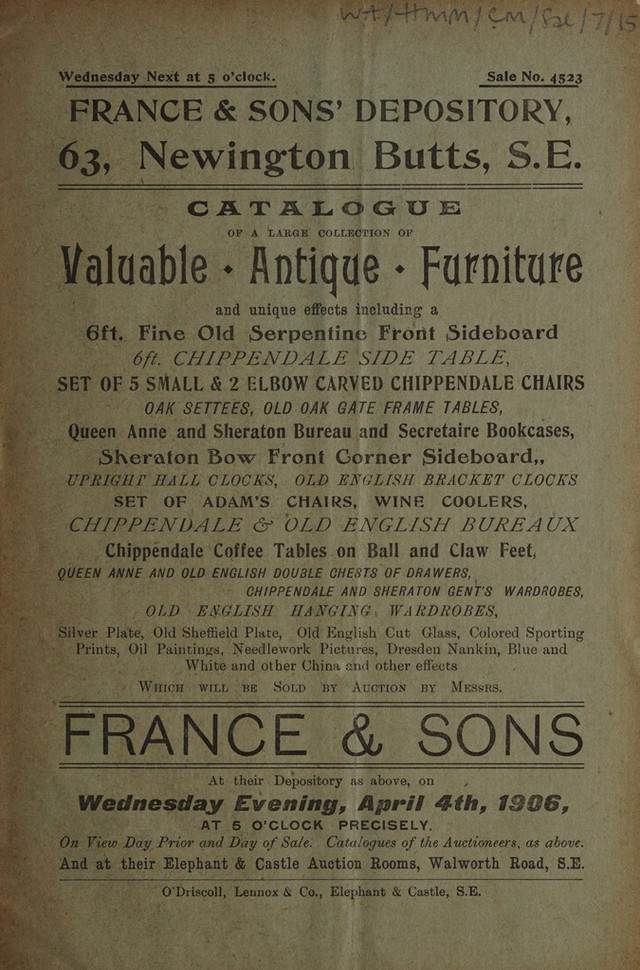 WA/HMM/CM/Sal/7/15
Wednesday Next at 5 o'clock.
Sale No. 4523
FRANCE & SONS' DEPOSITORY,
63, Newington Butts, S.E.
CATALOGUE
OF A LARGE COLLECTION OF
Valuable • Antique • Furniture
and unique effects including a
6ft. Fine Old Serpentine Front Sideboard
6ft. CHIPPENDALE SIDE TABLE,
SET OF 5 SMALL & 2 ELBOW CARVED CHIPPENDALE CHAIRS
OAK SETTEES, OLD OAK GATE FRAME TABLES,
Queen Anne and Sheraton Bureau and Secretaire Bookcases,
Sheraton Bow Front Corner Sideboard,,
UPRIGHT HALL CLOCKS, OLD ENGLISH BRACKET CLOCKS
SET OF ADAM'S CHAIRS, WINE COOLERS,
CHIPPENDALE & OLD ENGLISH BUREAUX
Chippendale Coffee Tables on Ball and Claw Feet,
QUEEN ANNE AND OLD ENGLISH DOUBLE CHESTS OF DRAWERS,
CHIPPENDALE AND SHERATON GENT'S WARDROBES,
OLD ENGLISH HANGING WARDROBES,
Silver Plate, Old Sheffield Plate, Old English Cut Glass, Colored Sporting
Prints, Oil Paintings, Needlework Pictures, Dresden Nankin, Blue and
White and other China and other effects
WHICH WILL BE SOLD BY AUCTION BY MESSRS.
FRANCE & SONS
At their Depository as above, on
Wednesday Evening, April 4th, 1906,
AT 5 O'CLOCK PRECISELY.
On View Day Prior and Day of Sale. Catalogues of the Auctioneers, as above.
And at their Elephant & Castle Auction Rooms, Walworth Road, S.E.
O'Driscoll, Lennox & Co., Elephant & Castle, S.E.